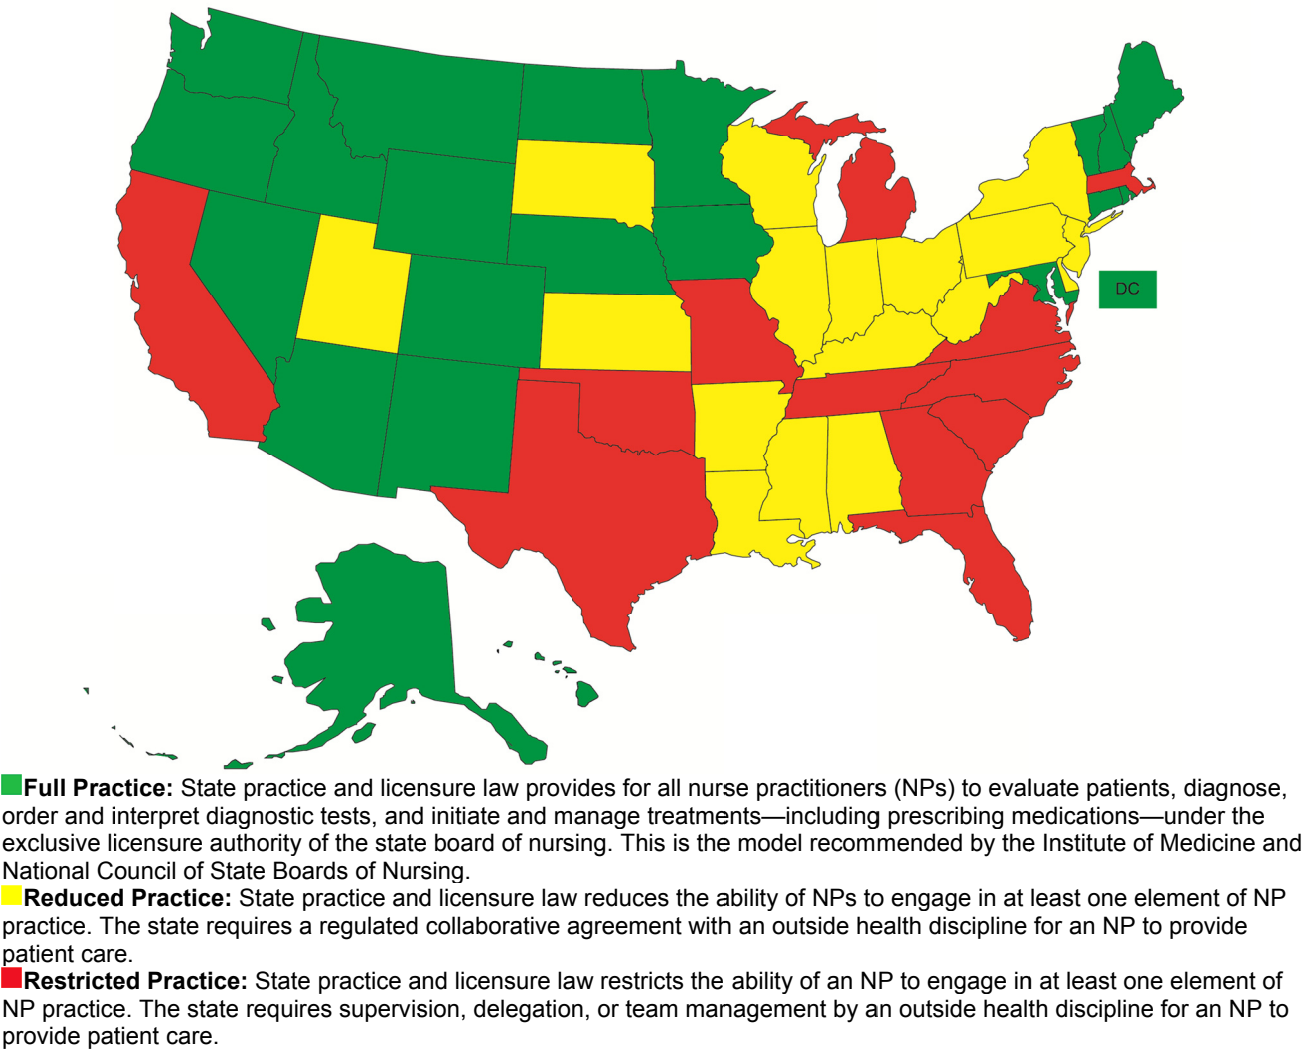 DC
Full Practice: State practice and licensure law provides for all nurse practitioners (NPs) to evaluate patients, diagnose,
order and interpret diagnostic tests, and initiate and manage treatments—including prescribing medications—under the
exclusive licensure authority of the state board of nursing. This is the model recommended by the Institute of Medicine and
National Council of State Boards of Nursing.
Reduced Practice: State practice and licensure law reduces the ability of NPs to engage in at least one element of NP
practice. The state requires a regulated collaborative agreement with an outside health discipline for an NP to provide
patient care.
Restricted Practice: State practice and licensure law restricts the ability of an NP to engage in at least one element of
NP practice. The state requires supervision, delegation, or team management by an outside health discipline for an NP to
provide patient care.